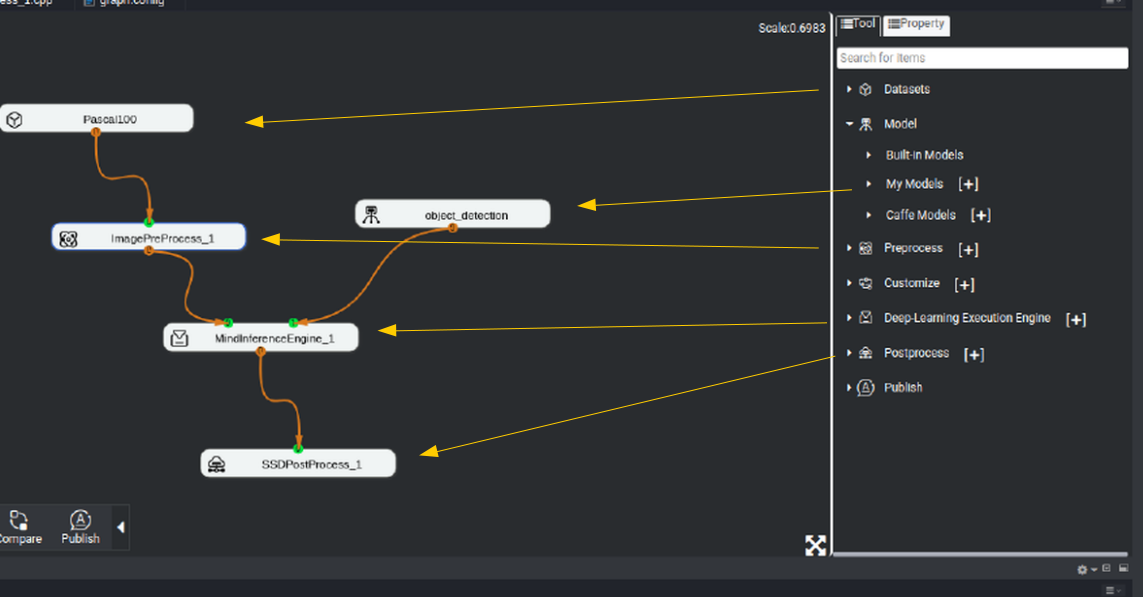 ess_1.cpp
graph.config
Scale:0.6983
Tool
Property
Search for Items
Datasets
Pascal100
Model
Built-in Models
My Models [+]
object_detection
Caffe Models [+]
ImagePreProcess_1
Preprocess [+]
Customize [+]
Deep-Learning Execution Engine [+]
MindInferenceEngine_1
Postprocess [+]
Publish
SSDPostProcess_1
Compare
Publish